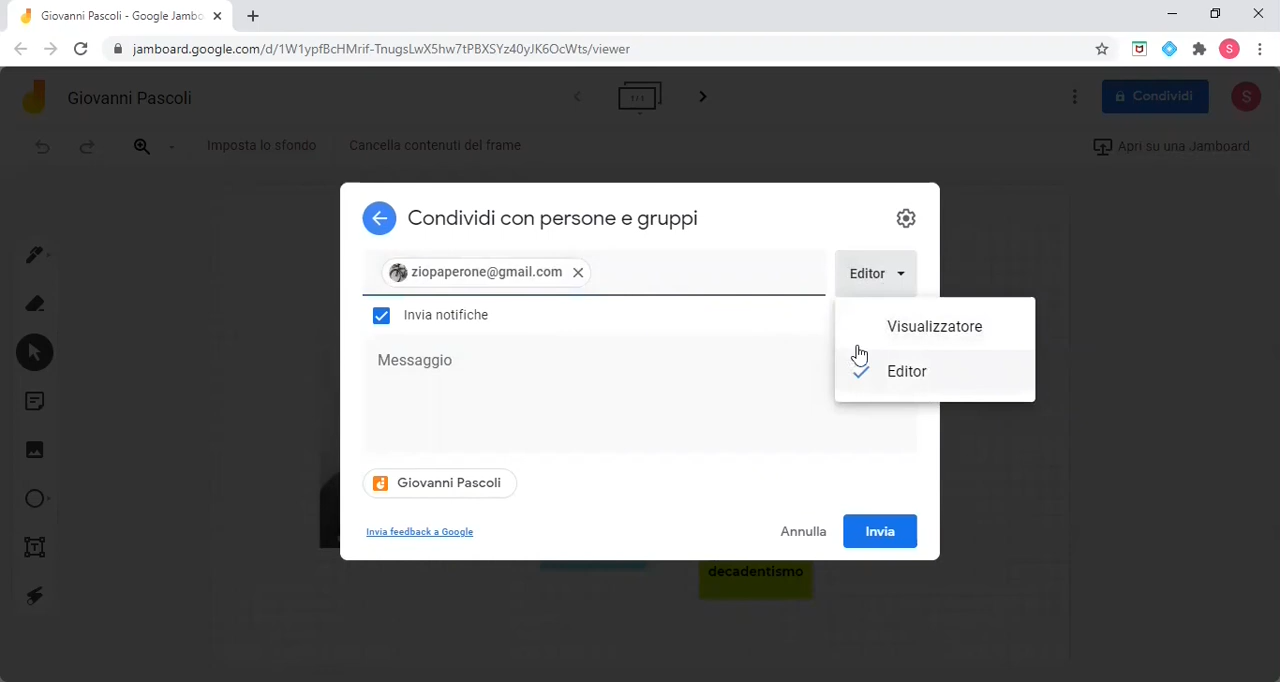 Giovanni Pascoli - Google Jambo
jamboard.google.com/d/1W1ypfBcHMrif-TnugsLwX5hw7tPBXSYz40yJK6OcWts/viewer
S
Giovanni Pascoli
1 / 1
Condividi
S
Imposta lo sfondo
Cancella contenuti del frame
Apri su una Jamboard
Condividi con persone e gruppi
ziopaperone@gmail.com
Editor
Invia notifiche
Visualizzatore
Messaggio
Editor
Giovanni Pascoli
Invia feedback a Google
Annulla
Invia
decadentismo